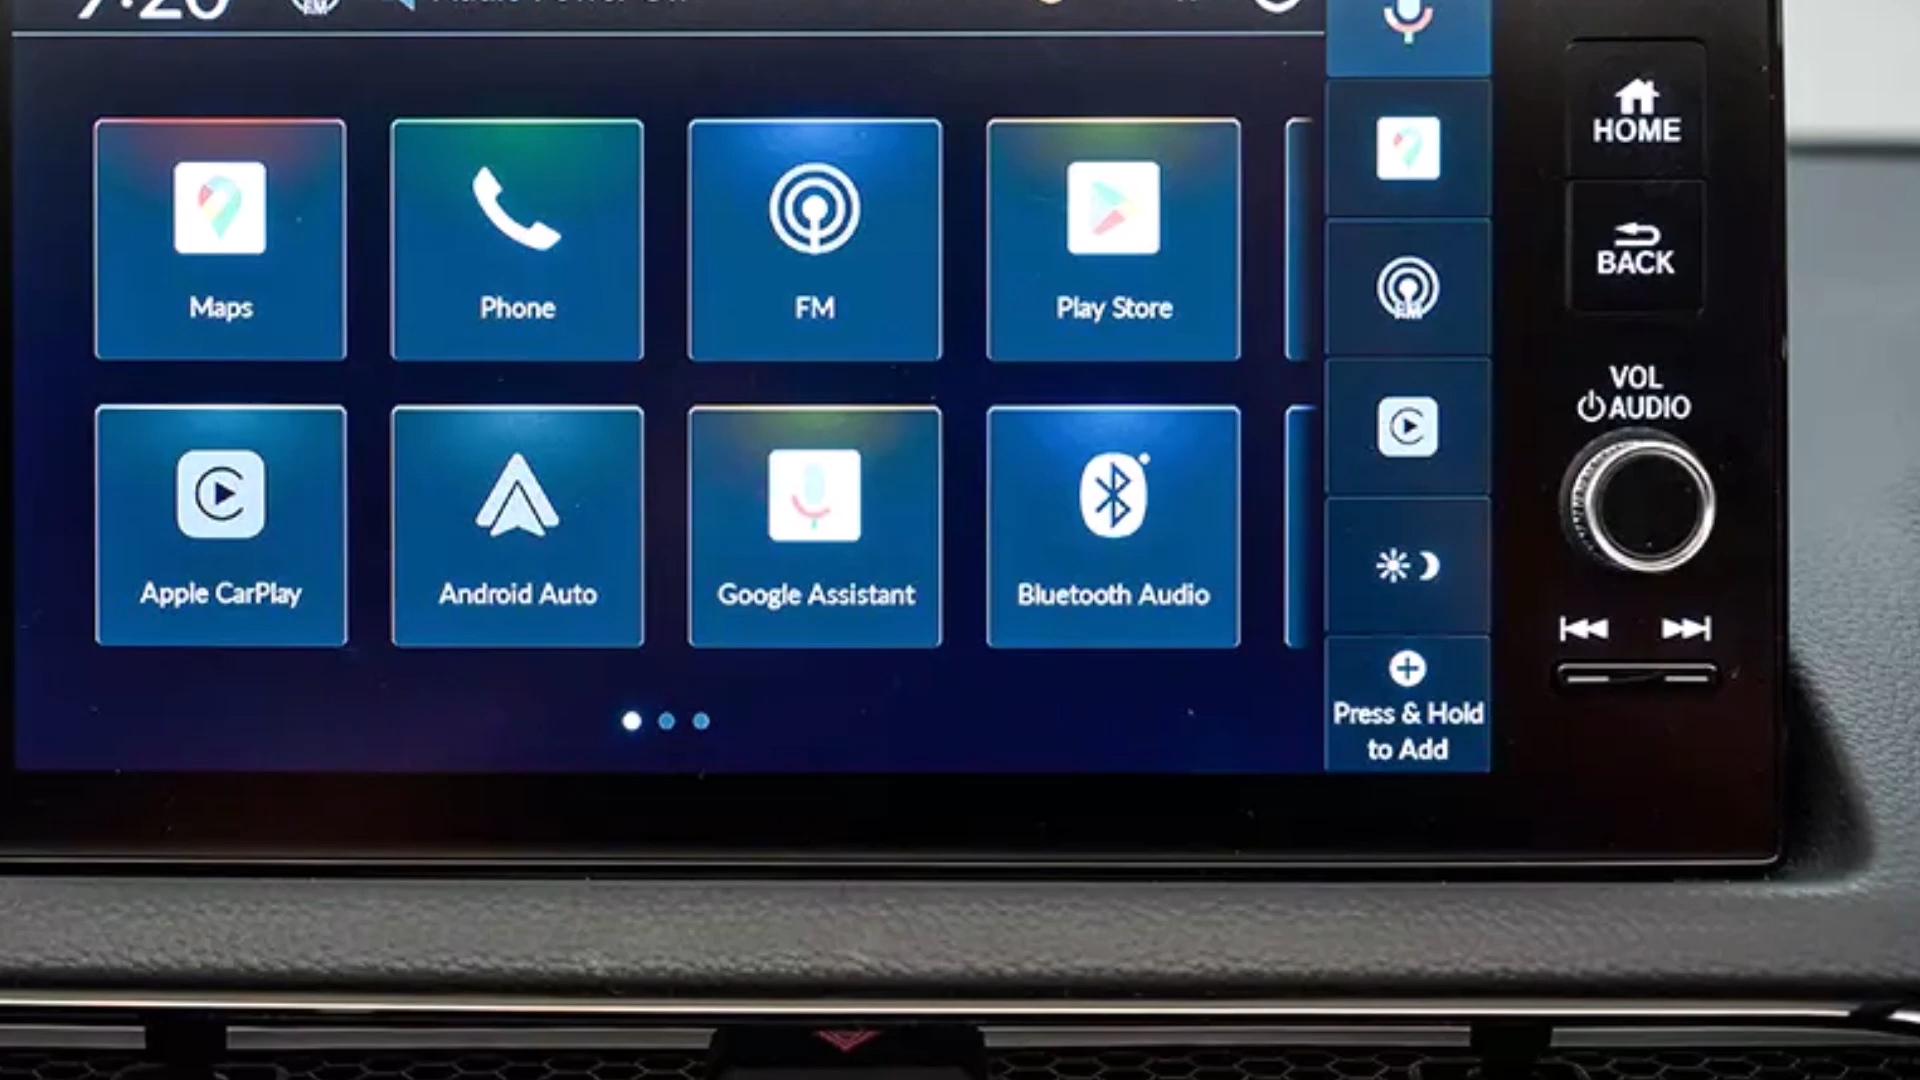 Maps
Phone
FM
Play Store
Apple CarPlay
Android Auto
Google Assistant
Bluetooth Audio
FM
Press & Hold
to Add
HOME
BACK
VOL
AUDIO